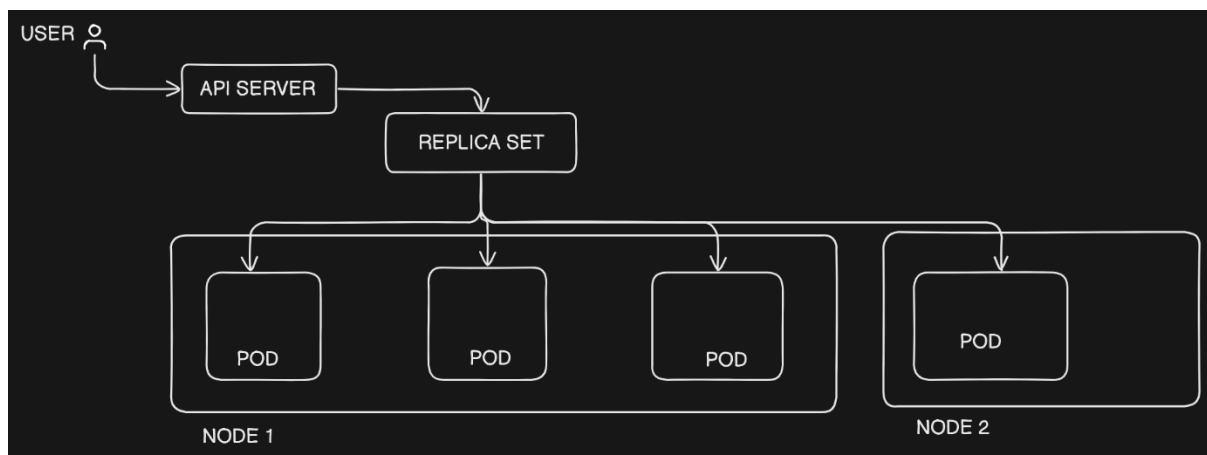 USER
API SERVER
REPLICA SET
POD
POD
POD
POD
NODE 1
NODE 2